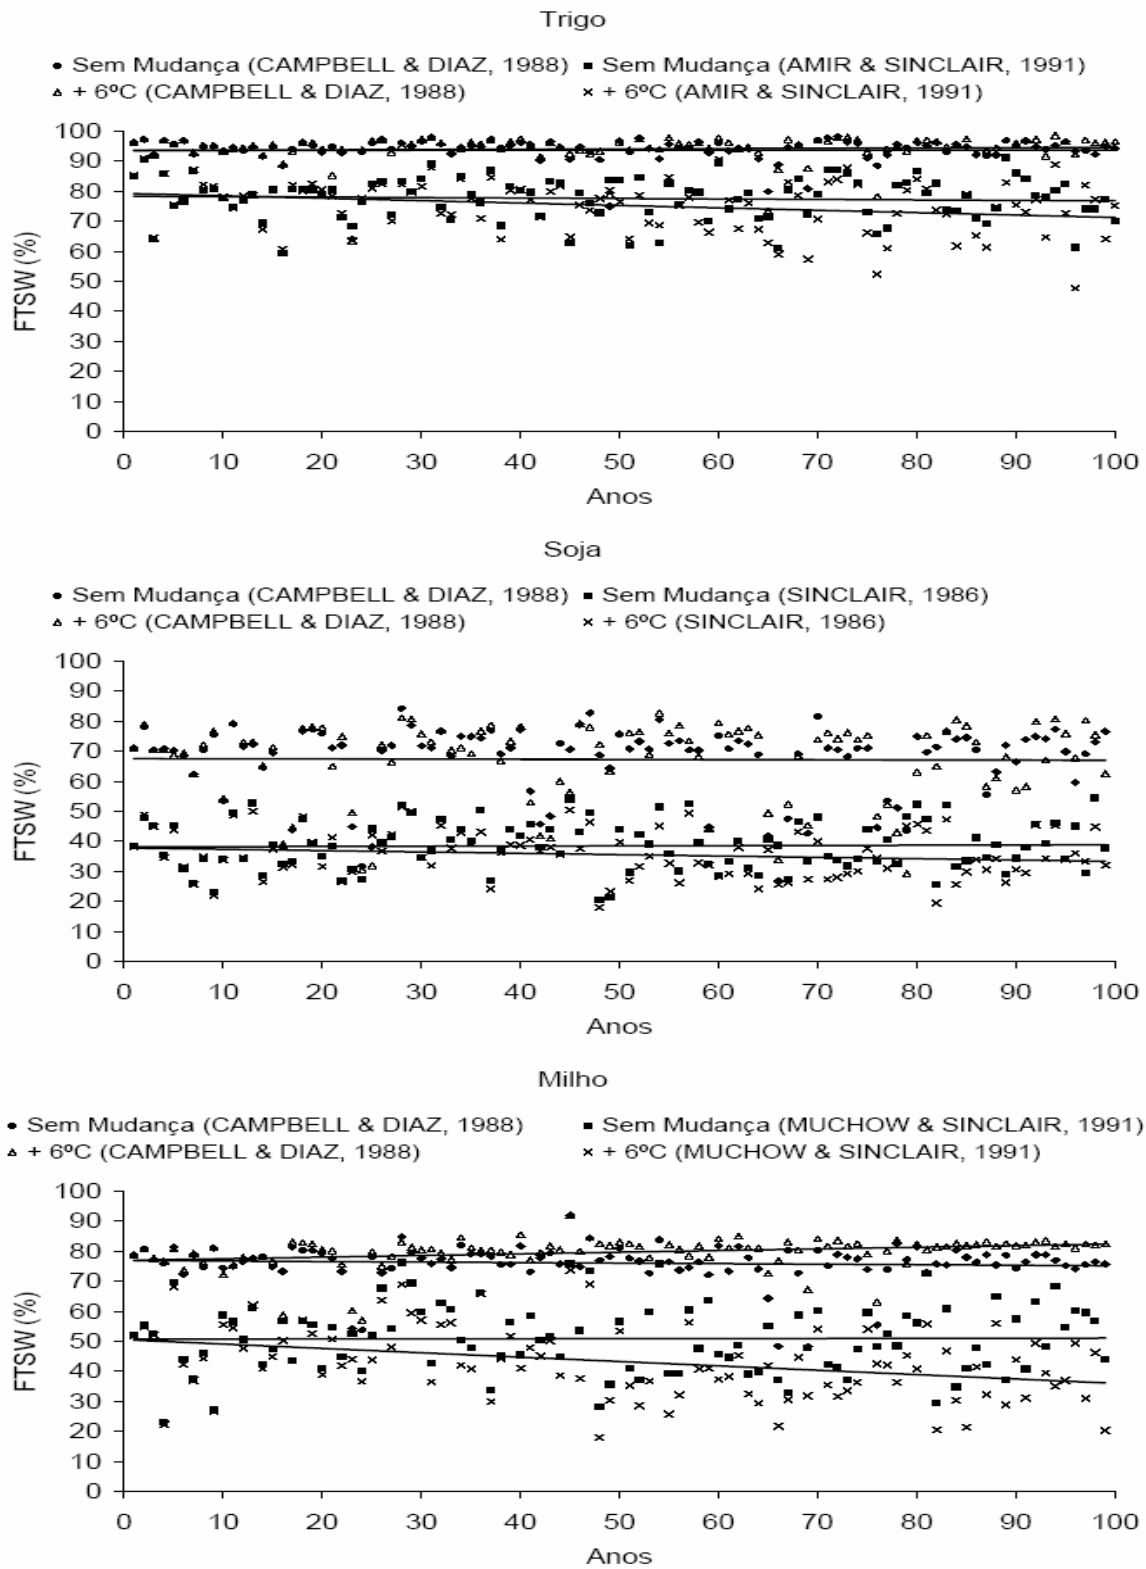 Trigo
• Sem Mudança (CAMPBELL & DIAZ, 1988) ■ Sem Mudança (AMIR & SINCLAIR, 1991)
▵ + 6ºC (CAMPBELL & DIAZ, 1988) × + 6ºC (AMIR & SINCLAIR, 1991)
100
90
80
70
60
50
40
30
20
10
0
FTSW (%)
0 10 20 30 40 50 60 70 80 90 100
Anos
Soja
• Sem Mudança (CAMPBELL & DIAZ, 1988) ■ Sem Mudança (SINCLAIR, 1986)
▵ + 6ºC (CAMPBELL & DIAZ, 1988) × + 6ºC (SINCLAIR, 1986)
100
90
80
70
60
50
40
30
20
10
0
FTSW (%)
0 10 20 30 40 50 60 70 80 90 100
Anos
Milho
• Sem Mudança (CAMPBELL & DIAZ, 1988) ■ Sem Mudança (MUCHOW & SINCLAIR, 1991)
▵ + 6ºC (CAMPBELL & DIAZ, 1988) × + 6ºC (MUCHOW & SINCLAIR, 1991)
100
90
80
70
60
50
40
30
20
10
0
FTSW (%)
0 10 20 30 40 50 60 70 80 90 100
Anos